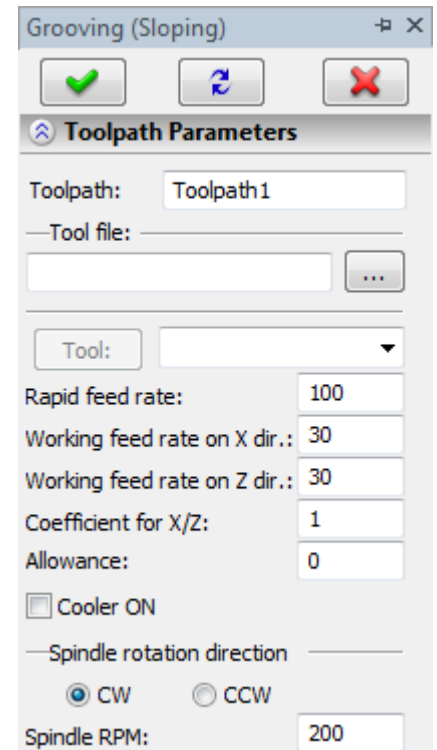 Grooving (Sloping)
Toolpath Parameters
Toolpath: Toolpath1
Tool file:
...
Tool:
Rapid feed rate: 100
Working feed rate on X dir.: 30
Working feed rate on Z dir.: 30
Coefficient for X/Z: 1
Allowance: 0
Cooler ON
Spindle rotation direction
CW CCW
Spindle RPM: 200